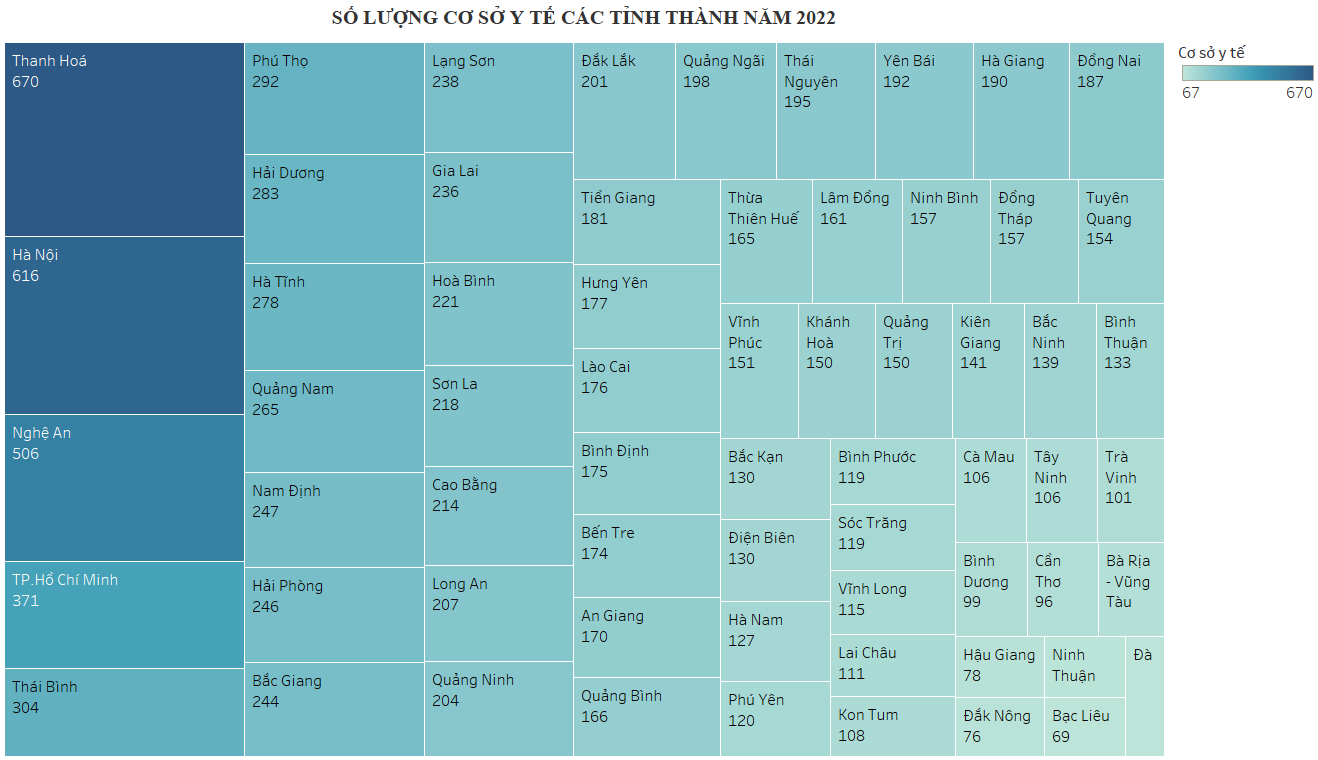 SỐ LƯỢNG CƠ SỞ Y TẾ CÁC TỈNH THÀNH NĂM 2022
Thanh Hoá
670
Hà Nội
616
Nghệ An
506
TP.Hồ Chí Minh
371
Thái Bình
304
Phú Thọ
292
Hải Dương
283
Hà Tĩnh
278
Quảng Nam
265
Nam Định
247
Hải Phòng
246
Bắc Giang
244
Lạng Sơn
238
Gia Lai
236
Hoà Bình
221
Sơn La
218
Cao Bằng
214
Long An
207
Quảng Ninh
204
Đắk Lắk
201
Quảng Ngãi
198
Thái
Nguyên
195
Yên Bái
192
Hà Giang
190
Đồng Nai
187
Tiền Giang
181
Hưng Yên
177
Lào Cai
176
Bình Định
175
Bến Tre
174
An Giang
170
Quảng Bình
166
Thừa
Thiên Huế
165
Lâm Đồng
161
Ninh Bình
157
Đồng
Tháp
157
Tuyên
Quang
154
Vĩnh
Phúc
151
Khánh
Hoà
150
Quảng
Trị
150
Kiên
Giang
141
Bắc
Ninh
139
Bình
Thuận
133
Bắc Kạn
130
Điện Biên
130
Hà Nam
127
Phú Yên
120
Bình Phước
119
Sóc Trăng
119
Vĩnh Long
115
Lai Châu
111
Kon Tum
108
Cà Mau
106
Tây
Ninh
106
Trà
Vinh
101
Bình
Dương
99
Cần
Thơ
96
Bà Rịa
- Vũng
Tàu
Hậu Giang
78
Đắk Nông
76
Ninh
Thuận
Bạc Liêu
69
Đà
Cơ sở y tế
67
670